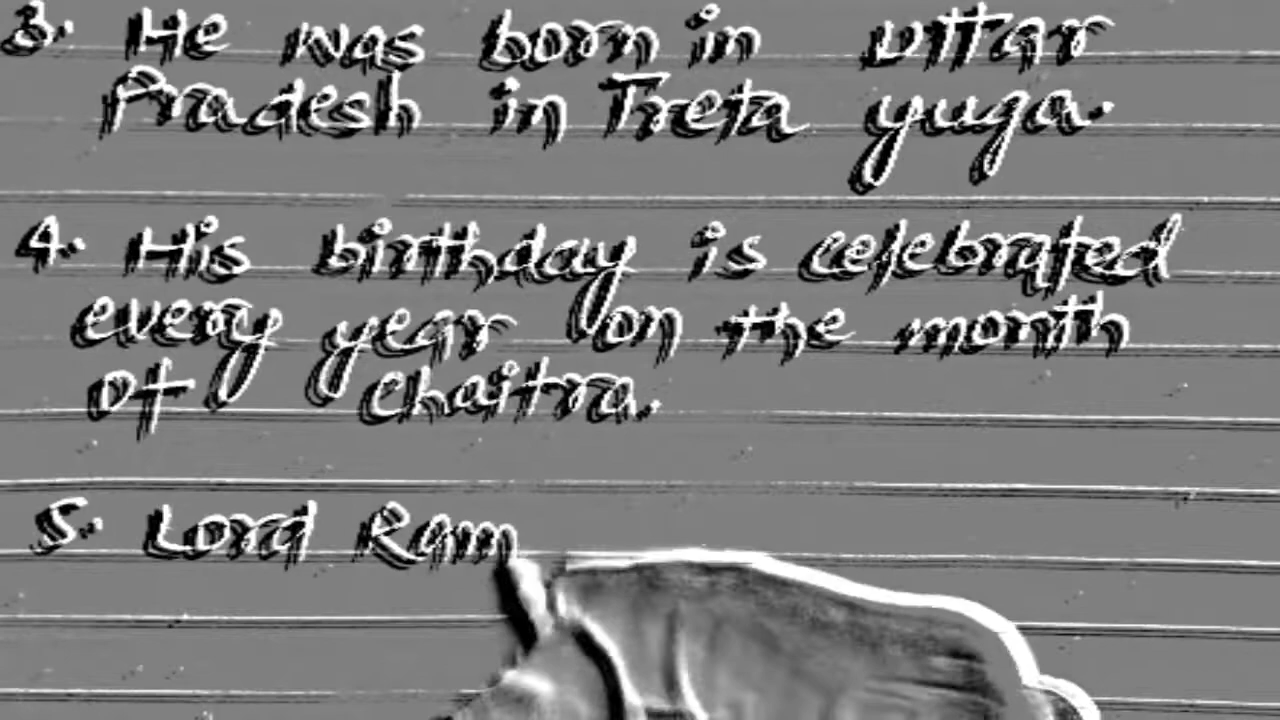 3. He was born in Uttar
Pradesh in Treta yuga.
4. His birthday is celebrated
every year on the month
of Chaitra.
5. Lord Ram